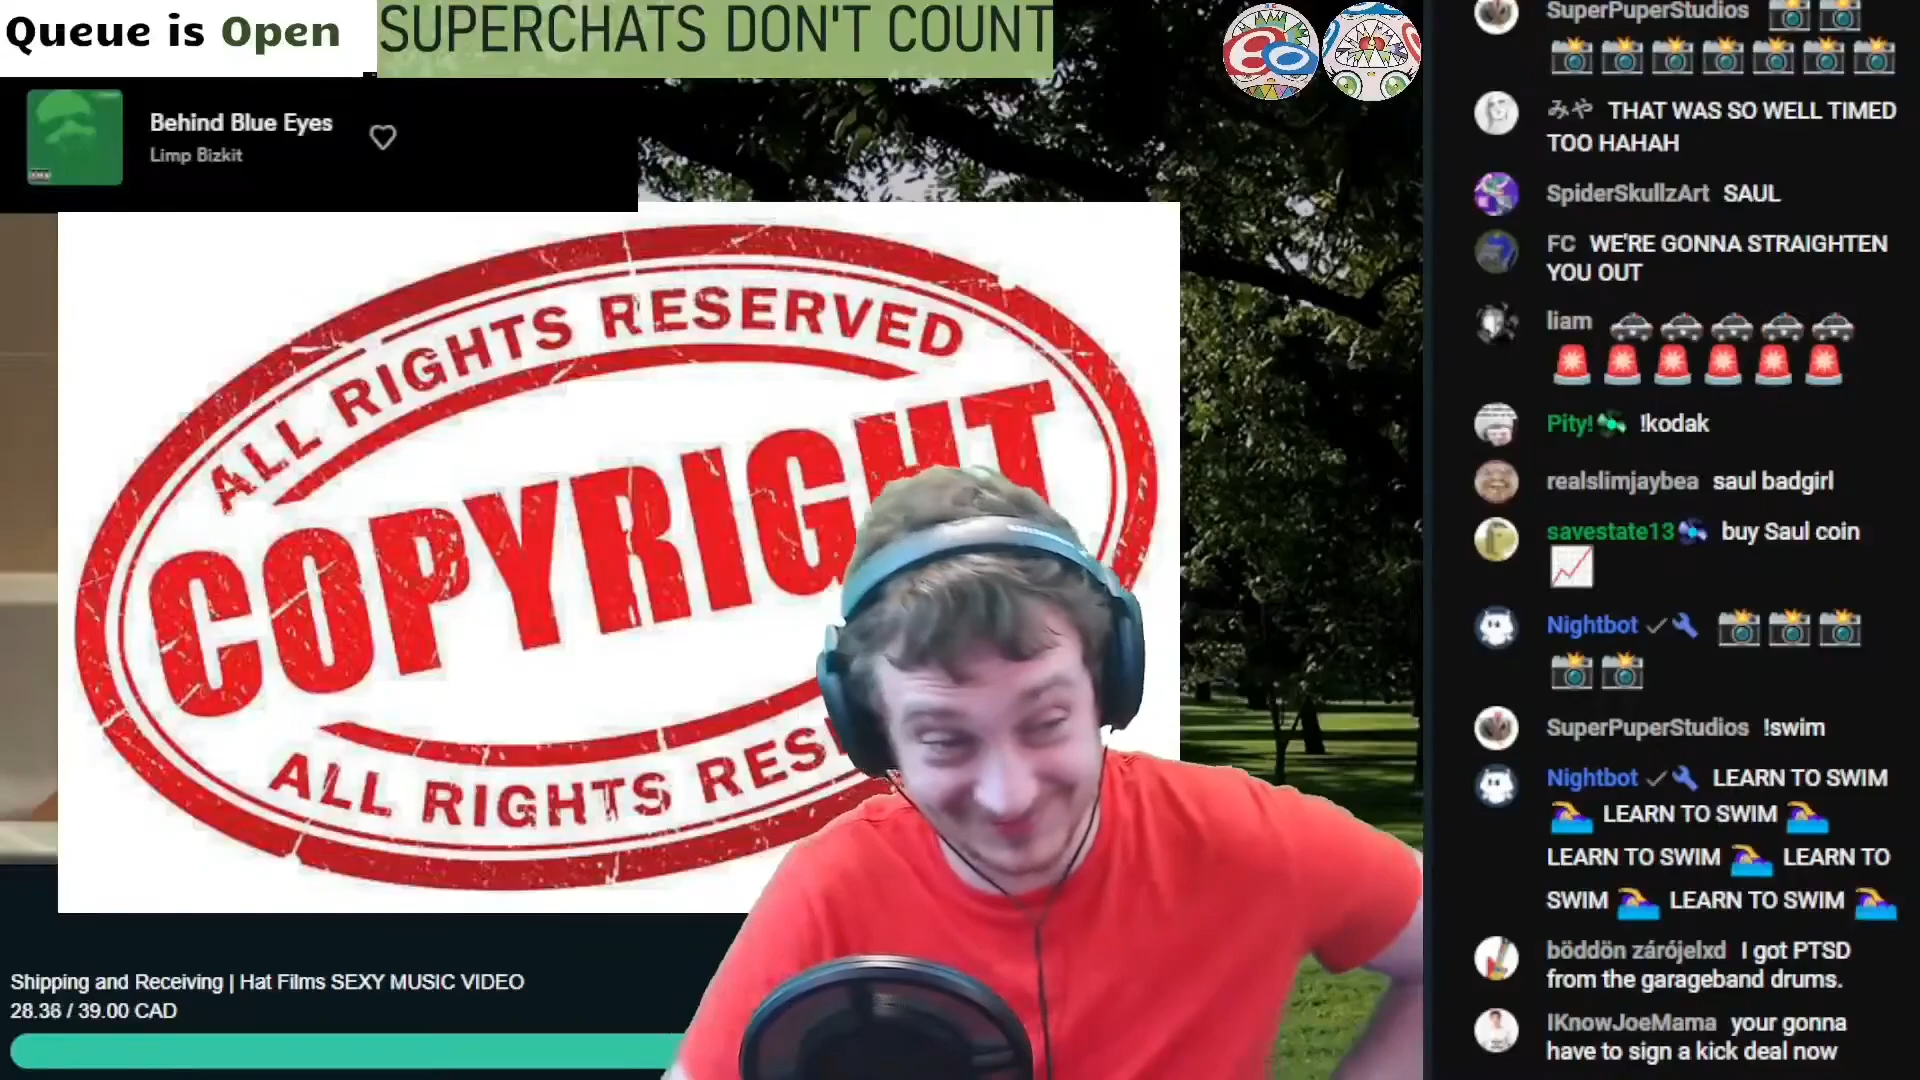 Queue is Open
SUPERCHATS DON'T COUNT
Behind Blue Eyes
Limp Bizkit
ALL RIGHTS RESERVED
COPYRIGHT
ALL RIGHTS RESE
Shipping and Receiving | Hat Films SEXY MUSIC VIDEO
28.36 / 39.00 CAD
SuperPuperStudios
みや THAT WAS SO WELL TIMED
TOO HAHAH
SpiderSkullzArt SAUL
FC WE'RE GONNA STRAIGHTEN
YOU OUT
liam
Pity! !kodak
realslimjaybea saul badgirl
savestate13 buy Saul coin
Nightbot
SuperPuperStudios !swim
Nightbot LEARN TO SWIM
LEARN TO SWIM
LEARN TO SWIM LEARN TO
SWIM LEARN TO SWIM
böddön zárójelxd I got PTSD
from the garageband drums.
IKnowJoeMama your gonna
have to sign a kick deal now